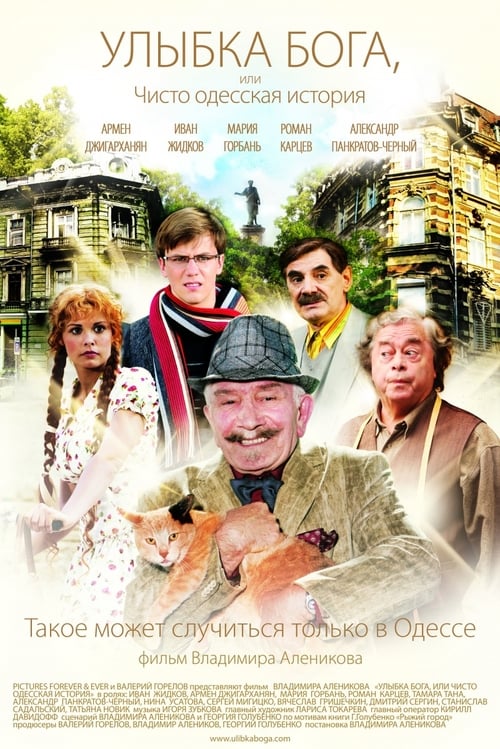 УЛЫБКА БОГА,
или
Чисто одесская история
АРМЕН ИВАН МАРИЯ РОМАН АЛЕКСАНДР
ДЖИГАРХАНЯН ЖИДКОВ ГОРБАНЬ КАРЦЕВ ПАНКРАТОВ-ЧЕРНЫЙ
Такое может случиться только в Одессе
фильм Владимира Аленикова
PICTURES FOREVER & EVER и ВАЛЕРИЙ ГОРЕЛОВ представляют фильм ВЛАДИМИРА АЛЕНИКОВА «УЛЫБКА БОГА, ИЛИ ЧИСТО
ОДЕССКАЯ ИСТОРИЯ» в ролях: ИВАН ЖИДКОВ, АРМЕН ДЖИГАРХАНЯН, МАРИЯ ГОРБАНЬ, РОМАН КАРЦЕВ, ТАМАРА ТАНА,
АЛЕКСАНДР ПАНКРАТОВ-ЧЕРНЫЙ, НИНА УСАТОВА, СЕРГЕЙ МИГИЦКО, ВЯЧЕСЛАВ ГРИШЕЧКИН, ДМИТРИЙ СЕРГИН, СТАНИСЛАВ
САДАЛЬСКИЙ, ТАТЬЯНА НОВИК музыка ИГОРЯ ЗУБКОВА главный художник ЛАРИСА ТОКАРЕВА главный оператор КИРИЛЛ
ДАВИДОФФ сценарий ВЛАДИМИРА АЛЕНИКОВА и ГЕОРГИЯ ГОЛУБЕНКО по мотивам книги Г.Голубенко «Рыжий город»
продюсеры ВАЛЕРИЙ ГОРЕЛОВ, ВЛАДИМИР АЛЕНИКОВ, ГЕОРГИЙ ГОЛУБЕНКО постановка ВЛАДИМИРА АЛЕНИКОВА
www.ulibkaboga.com